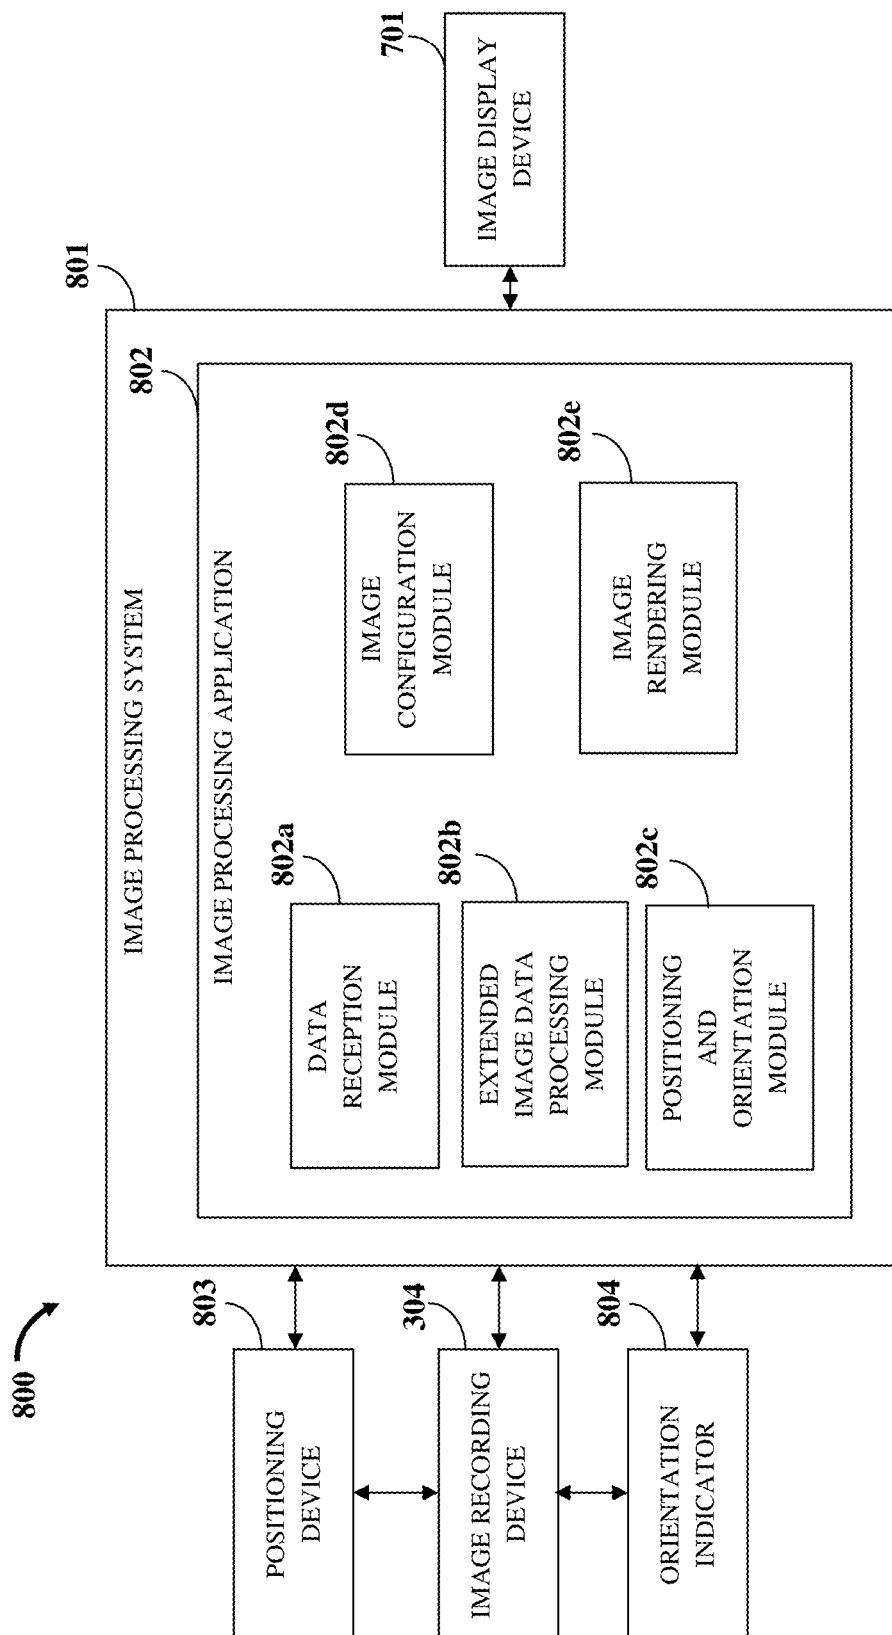 800
801
IMAGE PROCESSING SYSTEM
802
IMAGE PROCESSING APPLICATION
803
POSITIONING
DEVICE
304
IMAGE RECORDING
DEVICE
804
ORIENTATION
INDICATOR
802a
DATA
RECEPTION
MODULE
802b
EXTENDED
IMAGE DATA
PROCESSING
MODULE
802c
POSITIONING
AND
ORIENTATION
MODULE
802d
IMAGE
CONFIGURATION
MODULE
802e
IMAGE
RENDERING
MODULE
701
IMAGE DISPLAY
DEVICE